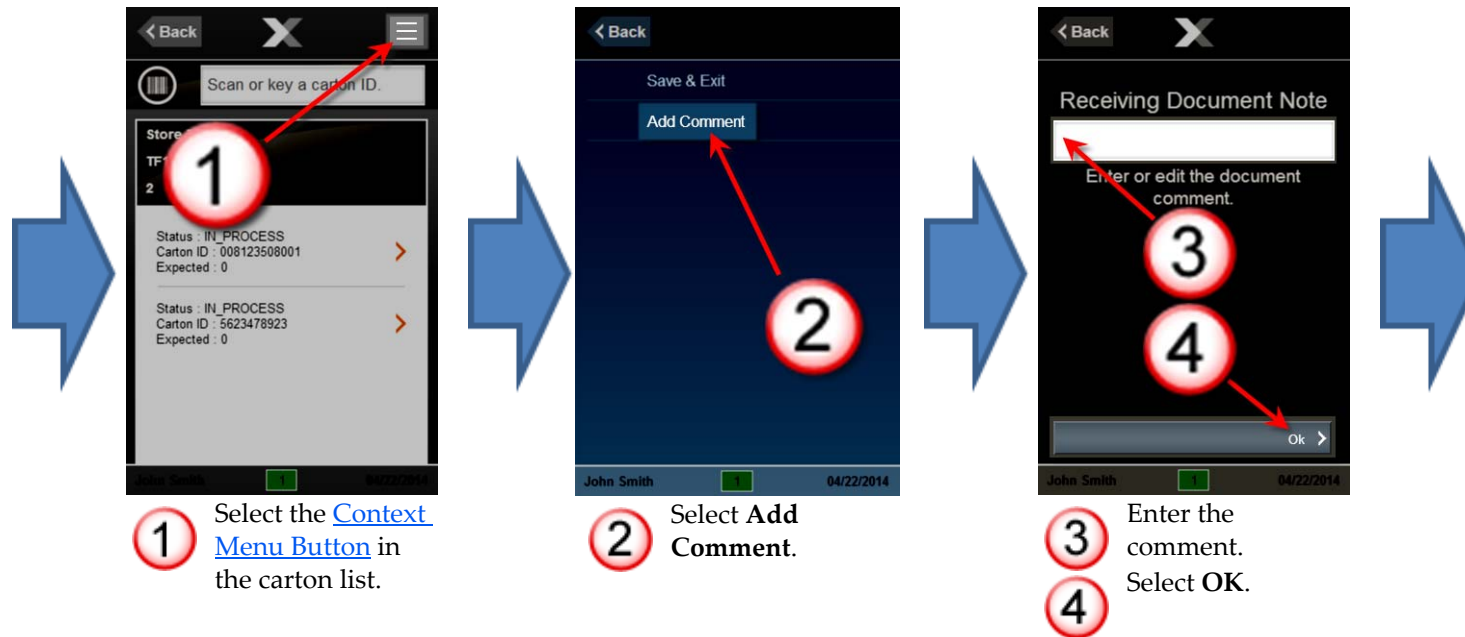 Back
Scan or key a carton ID.
Store
2
1
Status : IN_PROCESS
Carton ID : 008123508001
Expected : 0
Status : IN_PROCESS
Carton ID : 5623478923
Expected : 0
John Smith 1 04/22/2014
1 Select the Context
Menu Button in
the carton list.
Back
Save & Exit
Add Comment
2
John Smith 1 04/22/2014
2 Select Add
Comment.
Back
Receiving Document Note
Enter or edit the document
comment.
3
4
Ok
John Smith 1 04/22/2014
3 Enter the
comment.
4 Select OK.